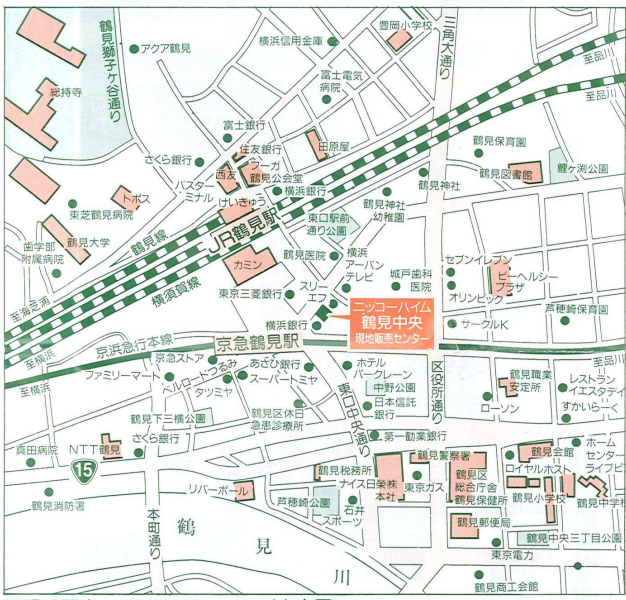 豊岡小学校
鶴見獅子ケ谷通り
アクア鶴見
横浜信用金庫
三角大通り
至品川
富士電気
病院
至品川
総持寺
富士銀行
住友銀行
田原屋
鶴見保育園
さくら銀行
西友
フーガ
鶴見公会堂
鶴見図書館
鯉ヶ渕公園
バスター
ミナル
横浜銀行
鶴見神社
トポス
けいきゅう
鶴見神社
幼稚園
東芝鶴見病院
JR鶴見駅
東口駅前
通り公園
鶴見大学
歯学部
附属病院
鶴見線
鶴見医院
横浜
アーバン
テレビ
カミン
城戸歯科
医院
セブンイレブン
ビーヘルシー
プラザ
横須賀線
東京三菱銀行
スリー
エフ
オリンピック
至海芝浦
ニッコーハイム
鶴見中央
現地販売センター
芦穂崎保育園
横浜銀行
サークルK
至横浜
京浜急行本線
京急鶴見駅
京急ストア
あさひ銀行
ホテル
パークレーン
至品川
至横浜
ファミリーマート
ベルロードつるみ
スーパートミヤ
タツミヤ
中野公園
区役所通り
鶴見職業
安定所
レストラン
イエスタデイ
鶴見下三横公園
鶴見区休日
急患診療所
東口中央通り
日本信託
銀行
ローソン
すかいらーく
真田病院
NTT鶴見
さくら銀行
第一勧業銀行
15
鶴見税務所
鶴見警察署
鶴見会館
ホーム
センター
ライブピ
ロイヤルホスト
鶴見消防署
リバーポール
ナイス日榮㈱
本社
東京ガス
鶴見区
総合庁舎
鶴見保健所
鶴見小学校
鶴見中学校
芦穂崎公園
石井
スポーツ
本町通り
鶴見川
鶴見郵便局
鶴見中央三丁目公園
東京電力
鶴見商工会館